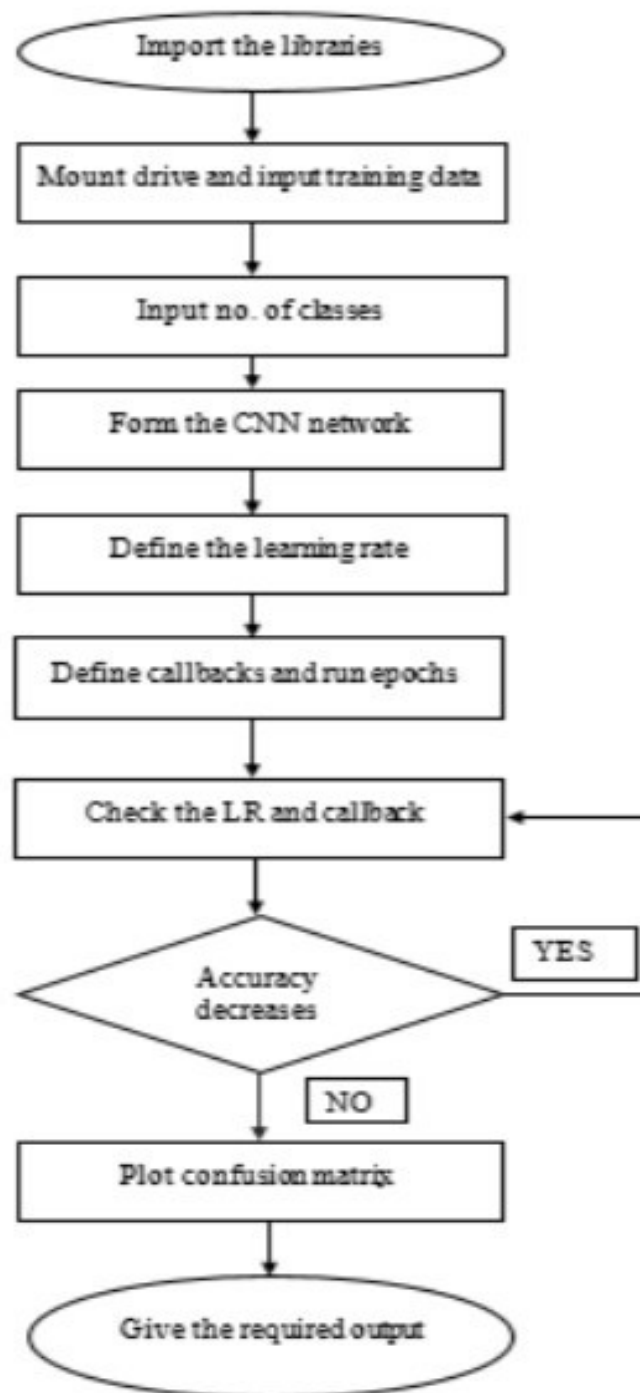 Import the libraries
Mount drive and input training data
Input no. of classes
Form the CNN network
Define the learning rate
Define callbacks and run epochs
Check the LR and callback
Accuracy
decreases
YES
NO
Plot confusion matrix
Give the required output